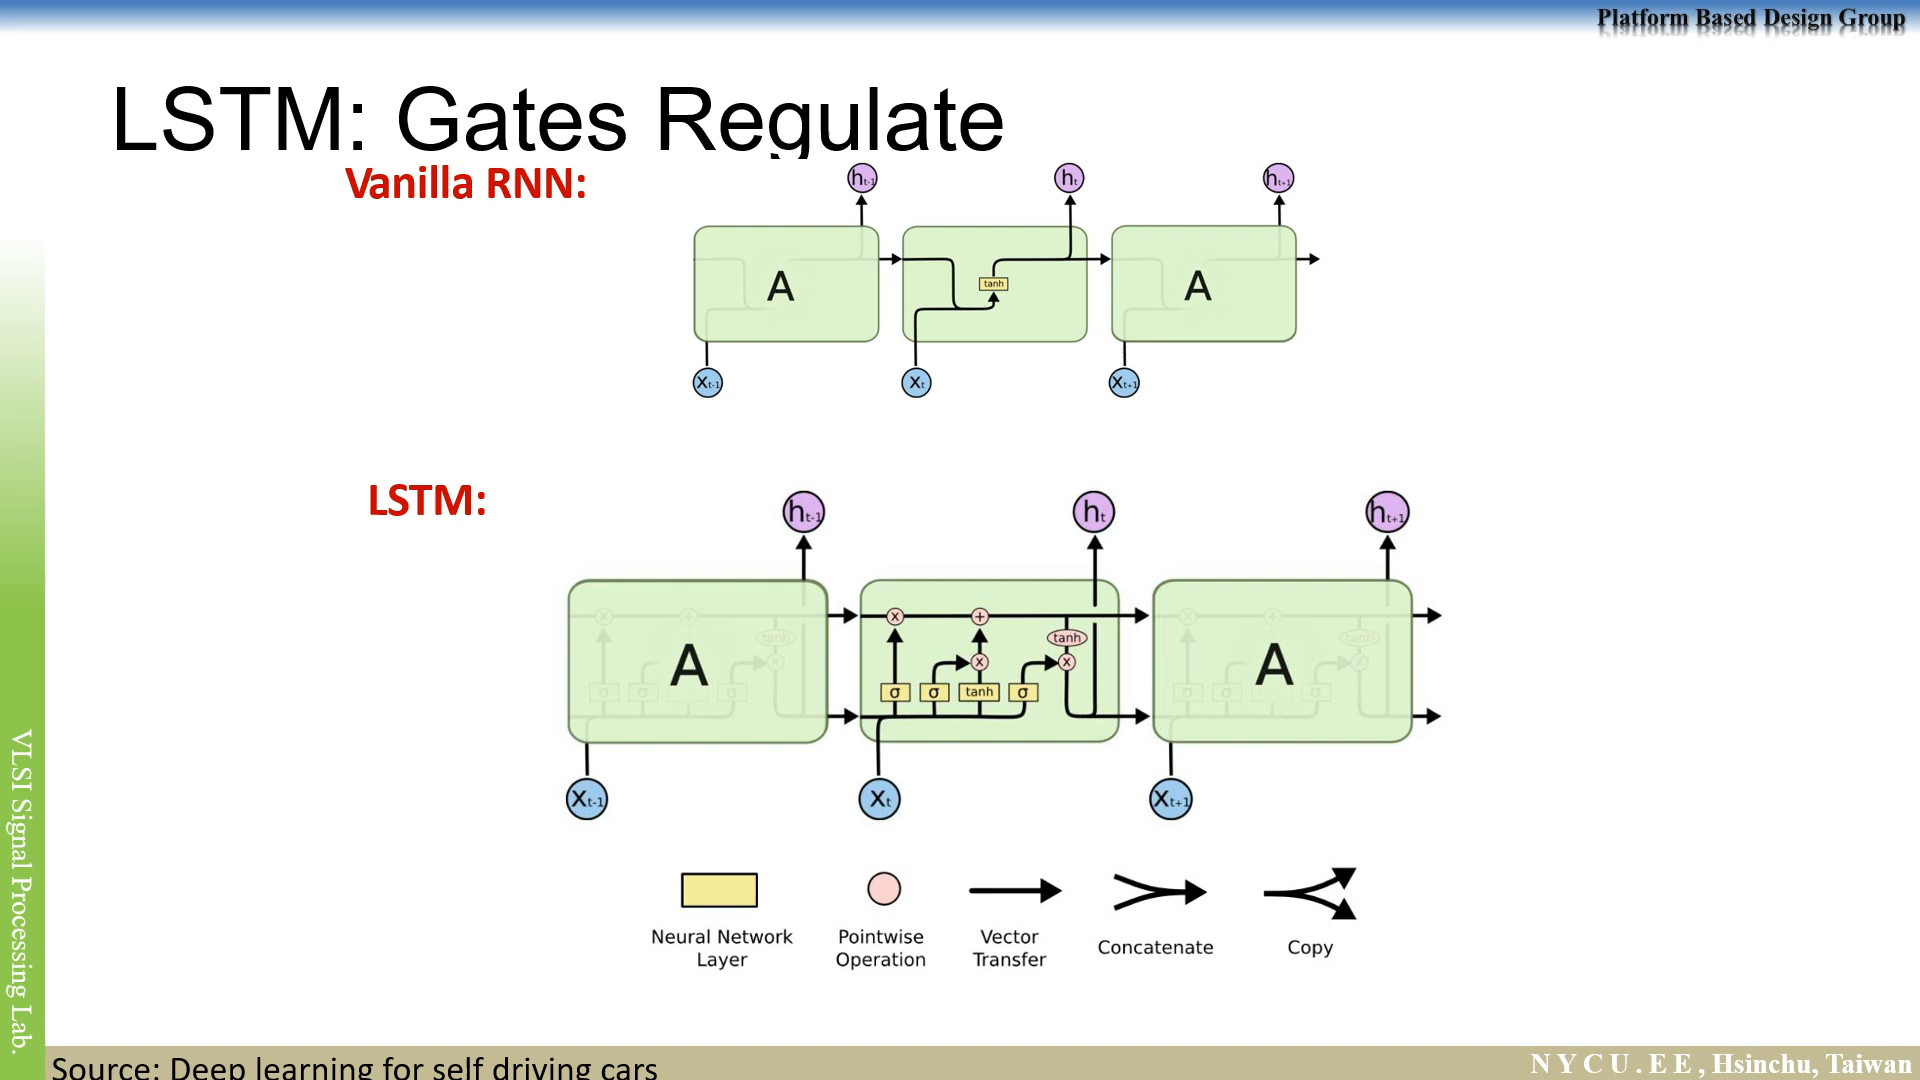 Platform Based Design Group
LSTM: Gates Regulate
Vanilla RNN:
ht-1 ht ht+1
A tanh A
xt-1 xt xt+1
LSTM:
ht-1 ht ht+1
x + tanh x + x + tanh
tanh
x x x x
A A
σ σ σ σ σ tanh σ σ σ σ
xt-1 xt xt+1
Neural Network Layer
Pointwise Operation
Vector Transfer
Concatenate
Copy
VLSI Signal Processing Lab.
Source: Deep learning for self driving cars
N Y C U . E E , Hsinchu, Taiwan